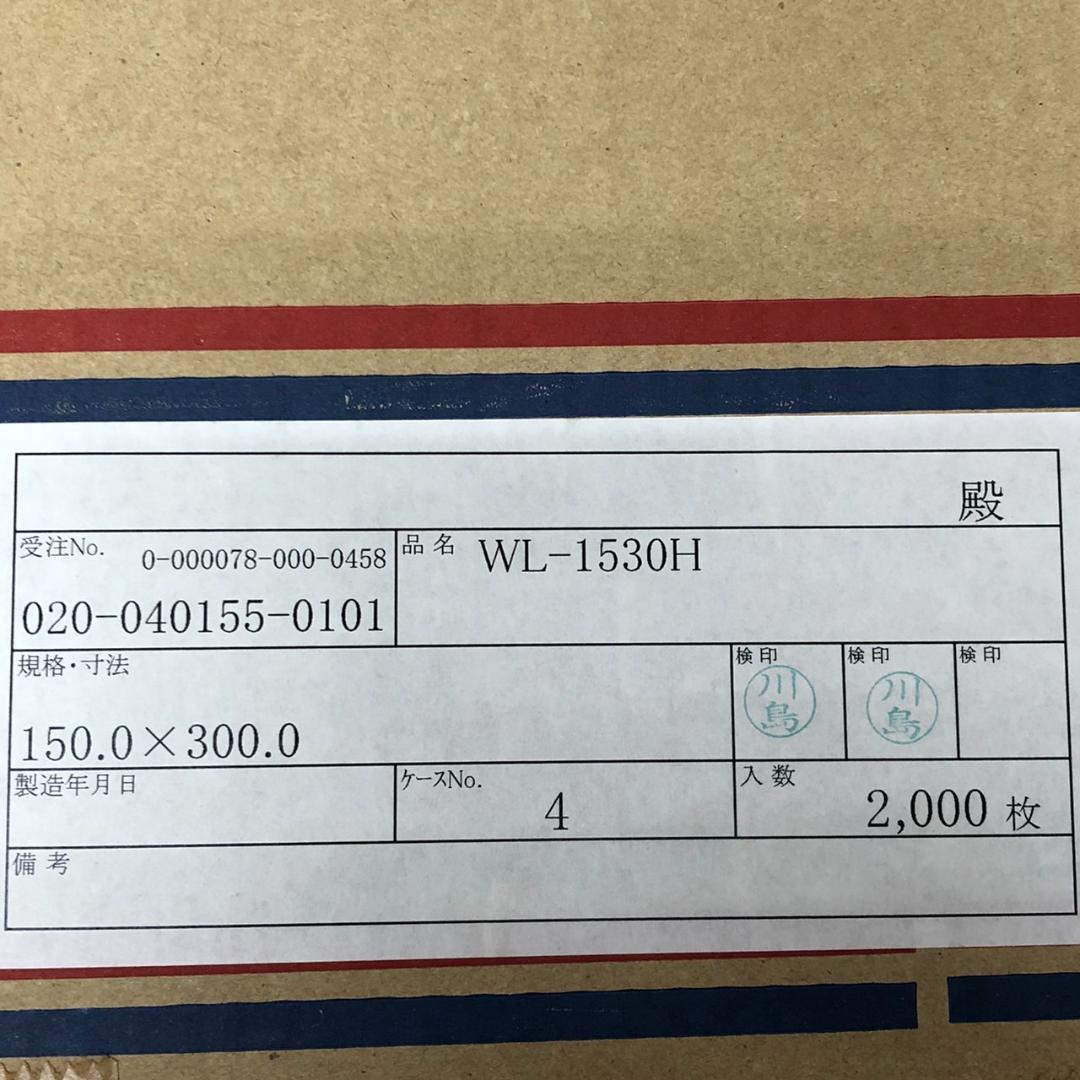 殿
受注No. 0-000078-000-0458
020-040155-0101
品名 WL-1530H
規格・寸法
150.0×300.0
検印 検印 検印
川島 川島
製造年月日
ケースNo.
4
入数
2,000 枚
備考